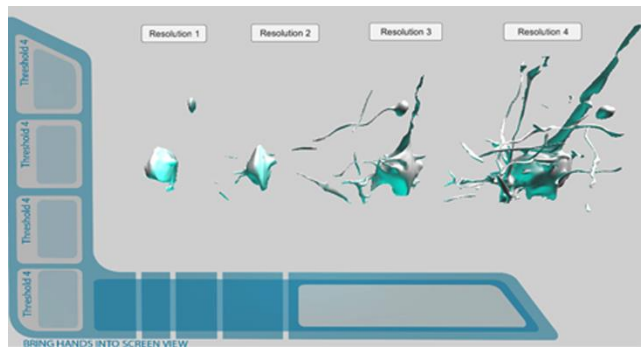 Resolution 1
Resolution 2
Resolution 3
Resolution 4
Threshold 4
Threshold 4
Threshold 4
Threshold 4
BRING HANDS INTO SCREEN VIEW